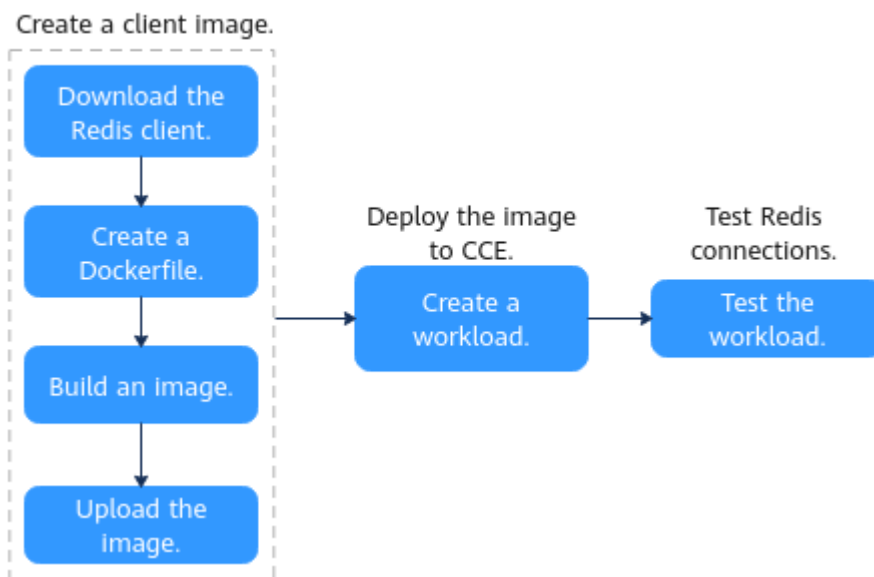 Create a client image.
Download the
Redis client.
Create a
Dockerfile.
Build an image.
Upload the
image.
Deploy the image
to CCE.
Create a
workload.
Test Redis
connections.
Test the
workload.